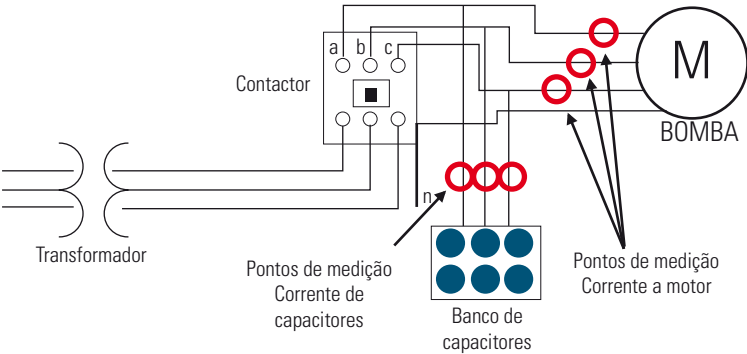 a b c
Contactor
M
BOMBA
n
Transformador
Pontos de medição
Corrente de
capacitores
Banco de
capacitores
Pontos de medição
Corrente a motor